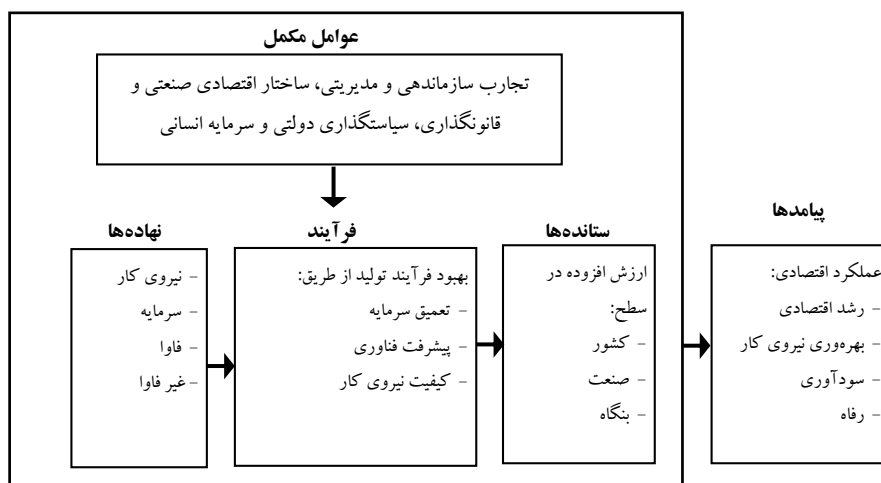 عوامل مکمل
تجارب سازماندهی و مدیریتی، ساختار اقتصادی صنعتی و
قانونگذاری، سیاستگذاری دولتی و سرمایه انسانی
نهاده‌ها
- نیروی کار
- سرمایه
- فاوا
- غیر فاوا
فرآیند
بهبود فرآیند تولید از طریق:
- تعمیق سرمایه
- پیشرفت فناوری
- کیفیت نیروی کار
ستانده‌ها
ارزش افزوده در
سطح:
- کشور
- صنعت
- بنگاه
پیامدها
عملکرد اقتصادی:
- رشد اقتصادی
- بهره‌وری نیروی کار
- سودآوری
- رفاه